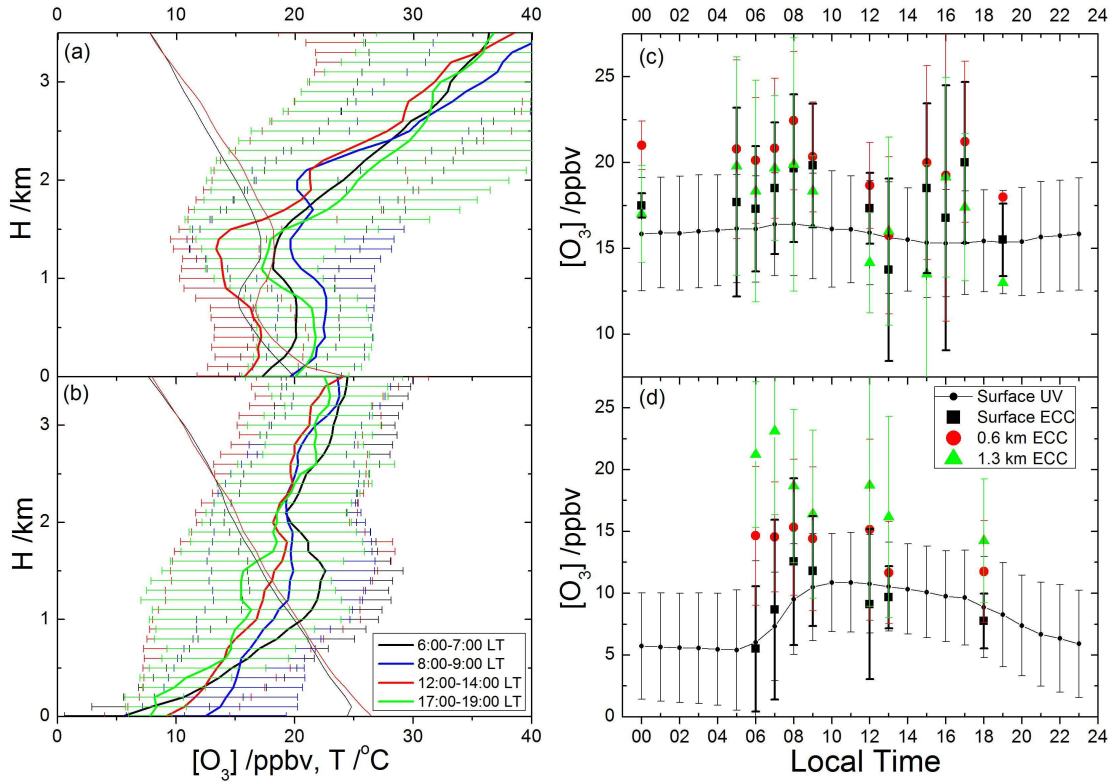 0 10 20 30 40
(a)
3
2
1
0
H /km
(b)
3
2
1
0
H /km
6:00-7:00 LT
8:00-9:00 LT
12:00-14:00 LT
17:00-19:00 LT
0 5 10 15 20 25 30 35 40
[O3] /ppbv, T /°C
00 02 04 06 08 10 12 14 16 18 20 22 24
(c)
25
20
15
10
[O3] /ppbv
(d)
Surface UV
Surface ECC
0.6 km ECC
1.3 km ECC
25
20
15
10
5
0
[O3] /ppbv
00 02 04 06 08 10 12 14 16 18 20 22 24
Local Time